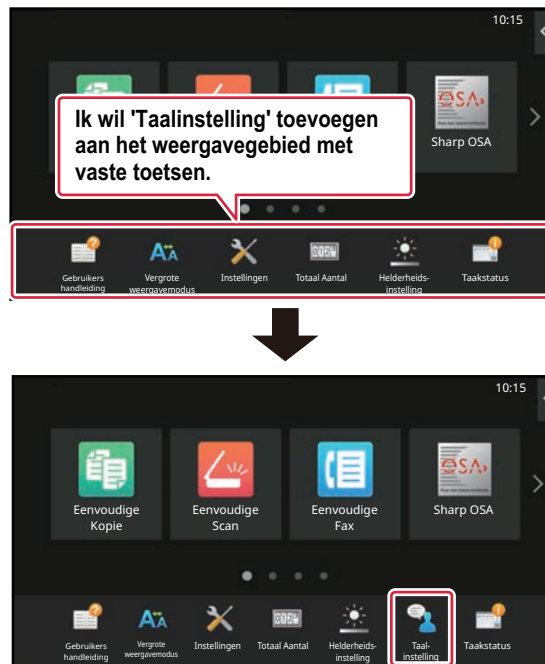 10:15
Ik wil 'Taalinstelling' toevoegen
aan het weergavegebied met
vaste toetsen.
OSA
Sharp OSA
Gebruikers
handleiding
Vergrote
weergavemodus
Instellingen
Totaal Aantal
Helderheids-
instelling
Taakstatus
10:15
OSA
Eenvoudige
Kopie
Eenvoudige
Scan
Eenvoudige
Fax
Sharp OSA
Gebruikers
handleiding
Vergrote
weergavemodus
Instellingen
Totaal Aantal
Helderheids-
instelling
Taal-
instelling
Taakstatus